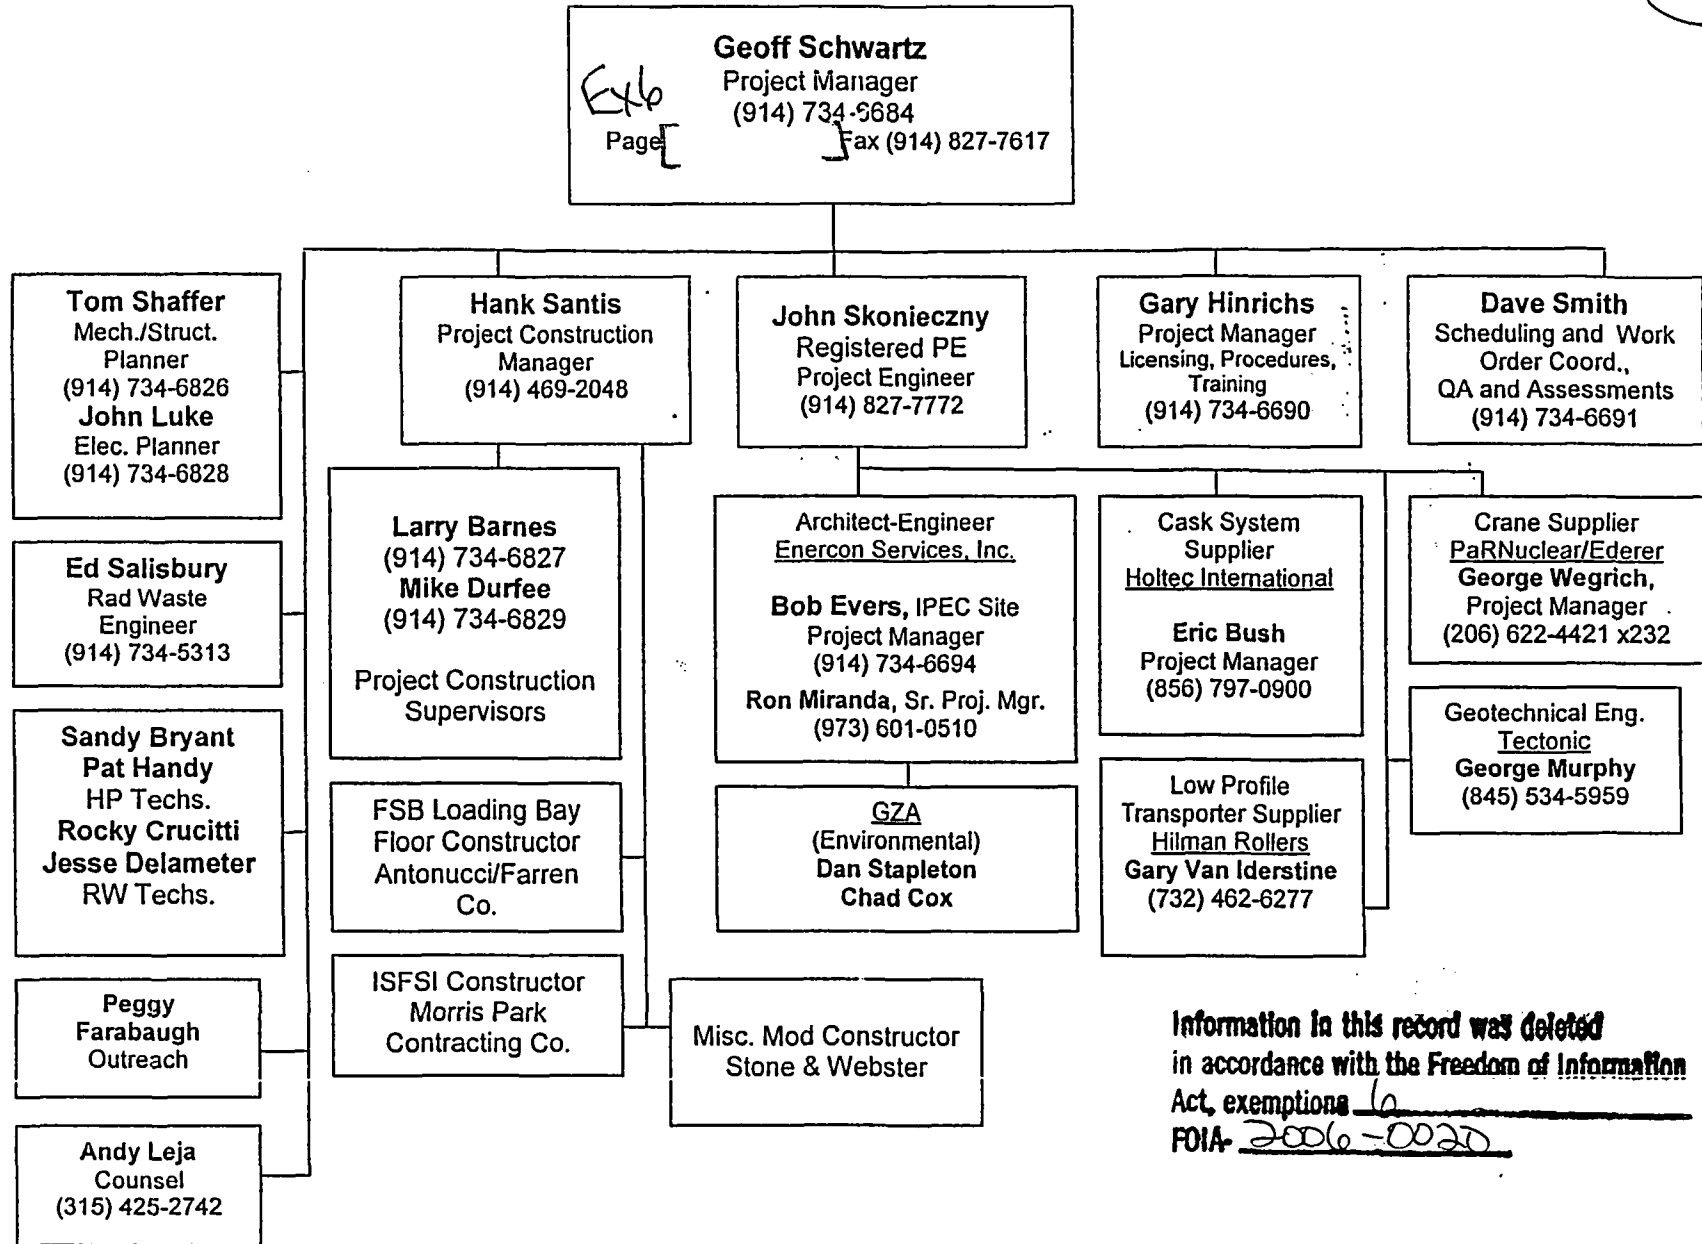 Geoff Schwartz
Project Manager
(914) 734-6684
Ex6
Page[ ]Fax (914) 827-7617
Tom Shaffer
Mech./Struct.
Planner
(914) 734-6826
John Luke
Elec. Planner
(914) 734-6828
Hank Santis
Project Construction
Manager
(914) 469-2048
John Skonieczny
Registered PE
Project Engineer
(914) 827-7772
Gary Hinrichs
Project Manager
Licensing, Procedures,
Training
(914) 734-6690
Dave Smith
Scheduling and Work
Order Coord.,
QA and Assessments
(914) 734-6691
Ed Salisbury
Rad Waste
Engineer
(914) 734-5313
Larry Barnes
(914) 734-6827
Mike Durfee
(914) 734-6829
Project Construction
Supervisors
Architect-Engineer
Enercon Services, Inc.
Bob Evers, IPEC Site
Project Manager
(914) 734-6694
Ron Miranda, Sr. Proj. Mgr.
(973) 601-0510
Cask System
Supplier
Holtec International
Eric Bush
Project Manager
(856) 797-0900
Crane Supplier
PaRNuclear/Ederer
George Wegrich,
Project Manager
(206) 622-4421 x232
Sandy Bryant
Pat Handy
HP Techs.
Rocky Crucitti
Jesse Delameter
RW Techs.
FSB Loading Bay
Floor Constructor
Antonucci/Farren
Co.
GZA
(Environmental)
Dan Stapleton
Chad Cox
Low Profile
Transporter Supplier
Hilman Rollers
Gary Van Iderstine
(732) 462-6277
Geotechnical Eng.
Tectonic
George Murphy
(845) 534-5959
Peggy
Farabaugh
Outreach
ISFSI Constructor
Morris Park
Contracting Co.
Misc. Mod Constructor
Stone & Webster
Andy Leja
Counsel
(315) 425-2742
Information in this record was deleted
in accordance with the Freedom of Information
Act, exemptions 6
FOIA- 2006-0020